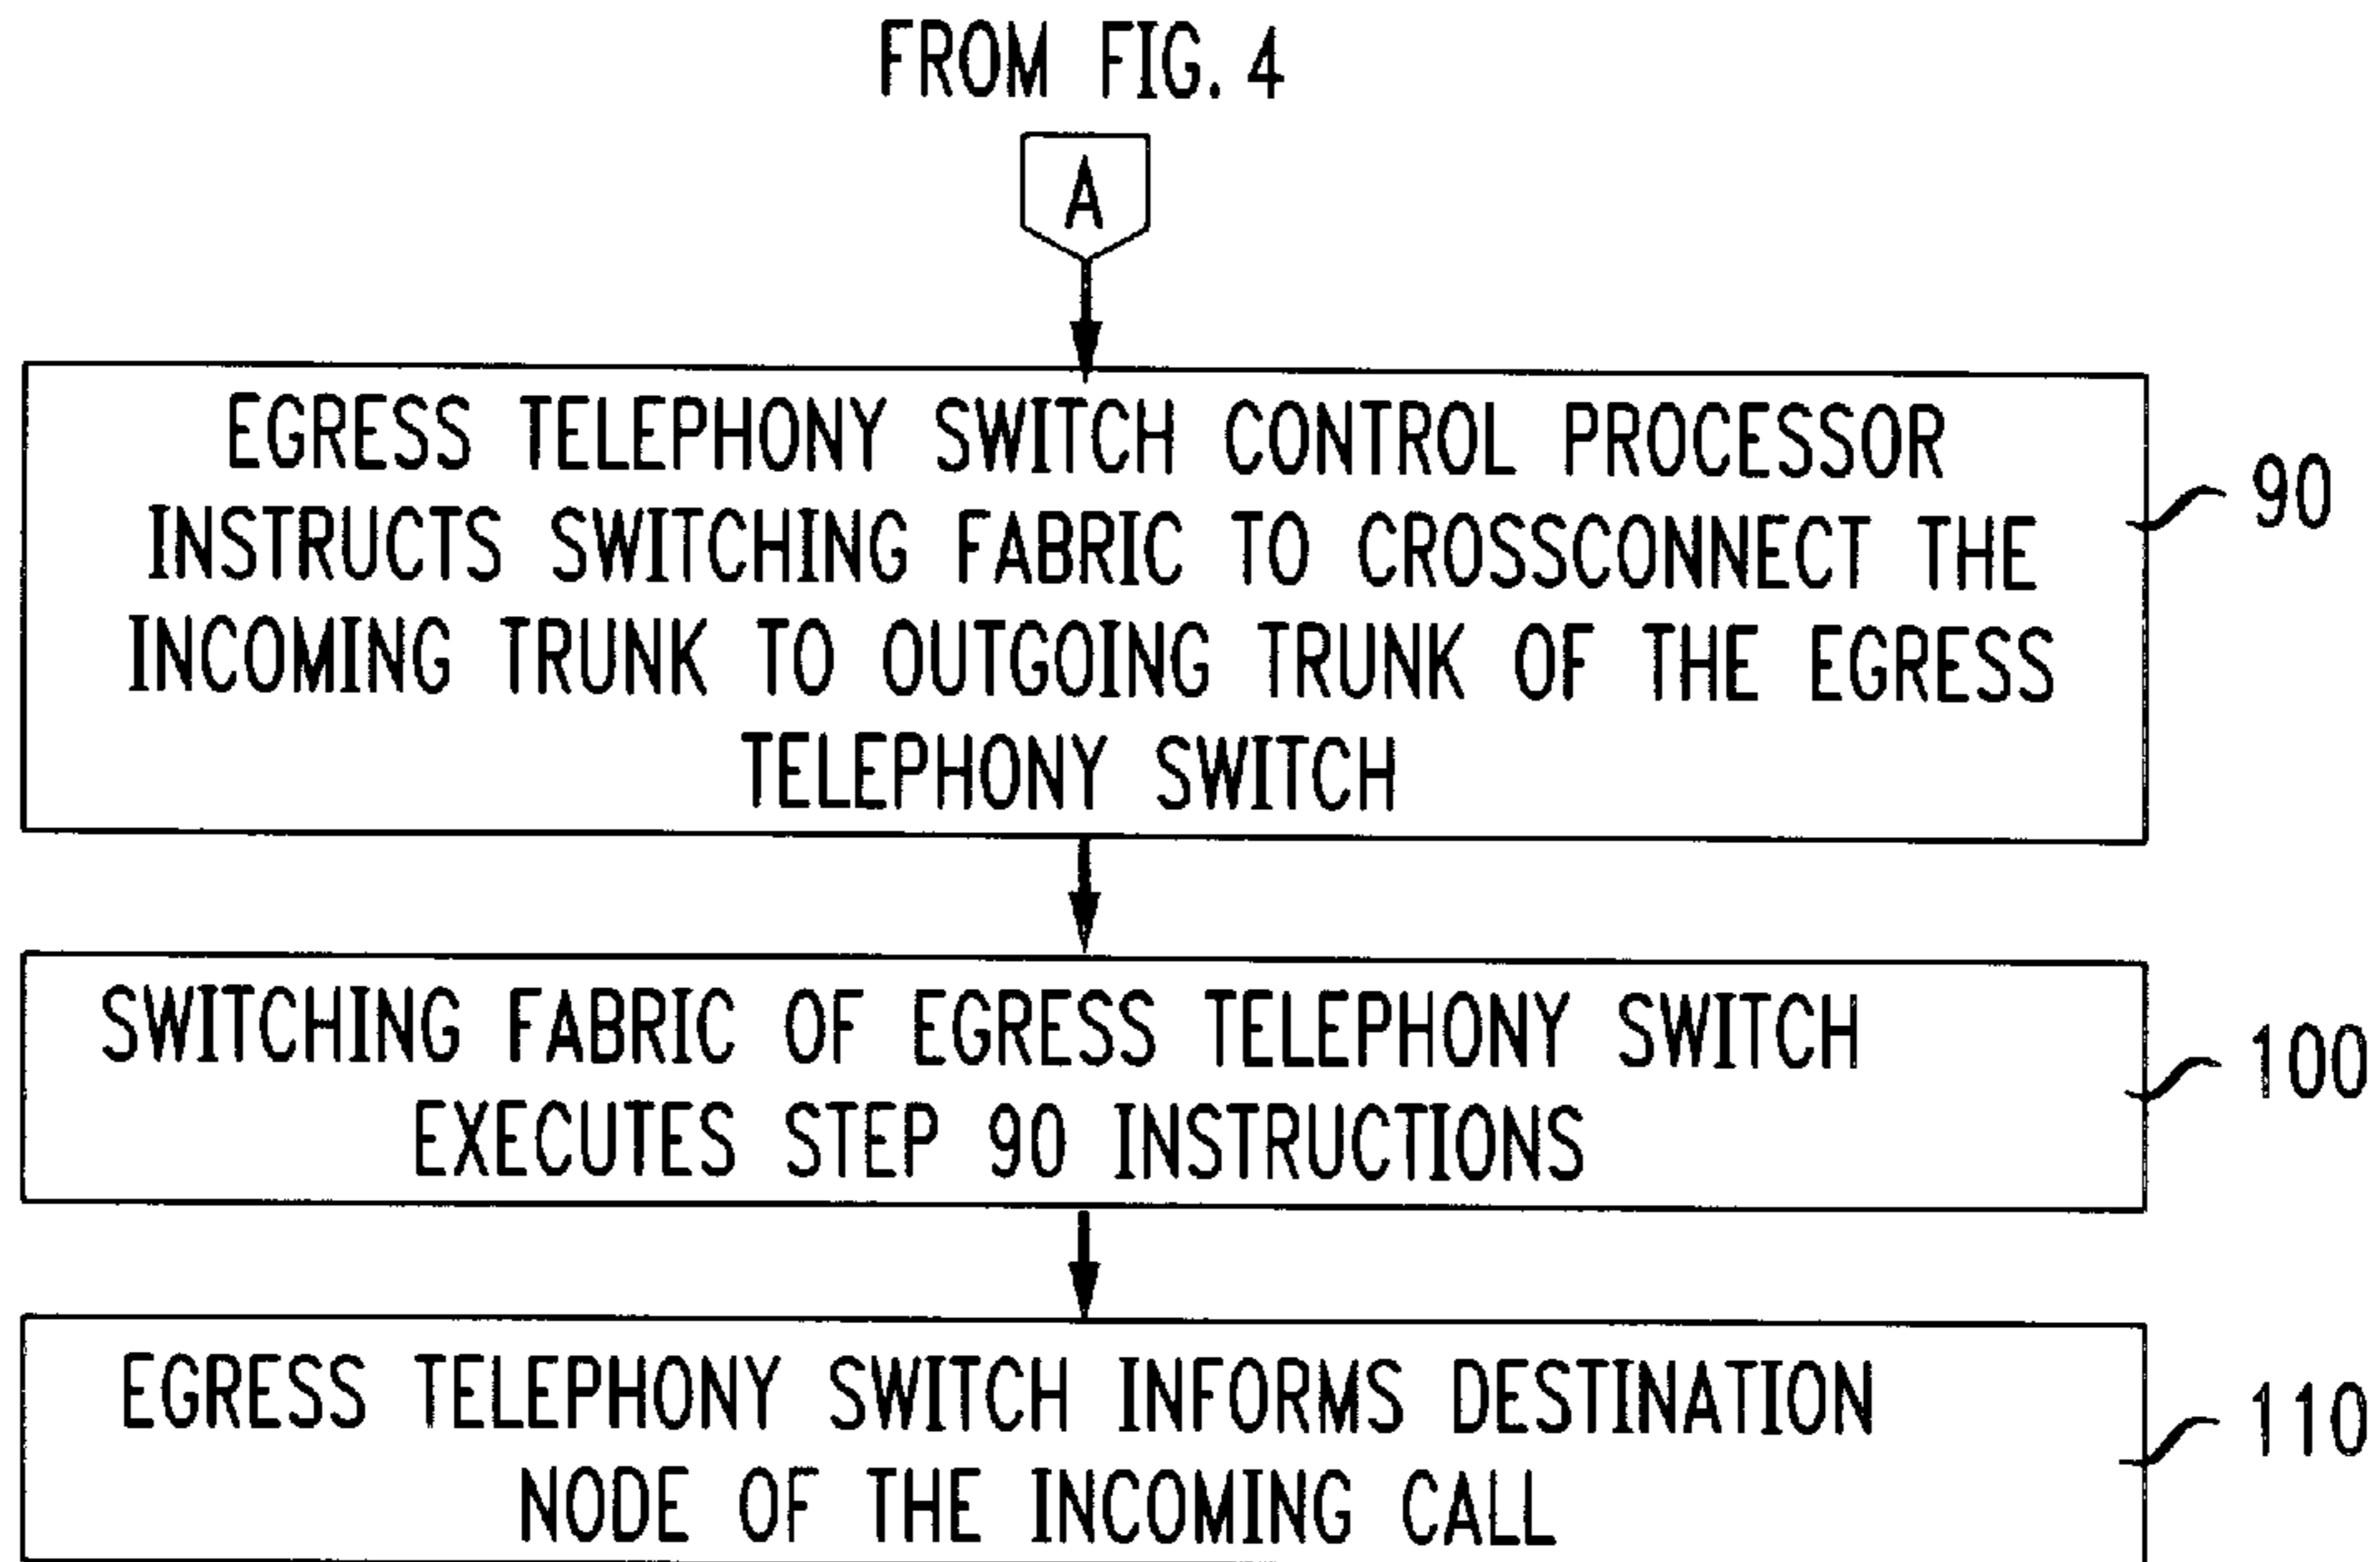 FROM FIG. 4
A
EGRESS TELEPHONY SWITCH CONTROL PROCESSOR
INSTRUCTS SWITCHING FABRIC TO CROSSCONNECT THE
INCOMING TRUNK TO OUTGOING TRUNK OF THE EGRESS
TELEPHONY SWITCH
90
SWITCHING FABRIC OF EGRESS TELEPHONY SWITCH
EXECUTES STEP 90 INSTRUCTIONS
100
EGRESS TELEPHONY SWITCH INFORMS DESTINATION
NODE OF THE INCOMING CALL
110